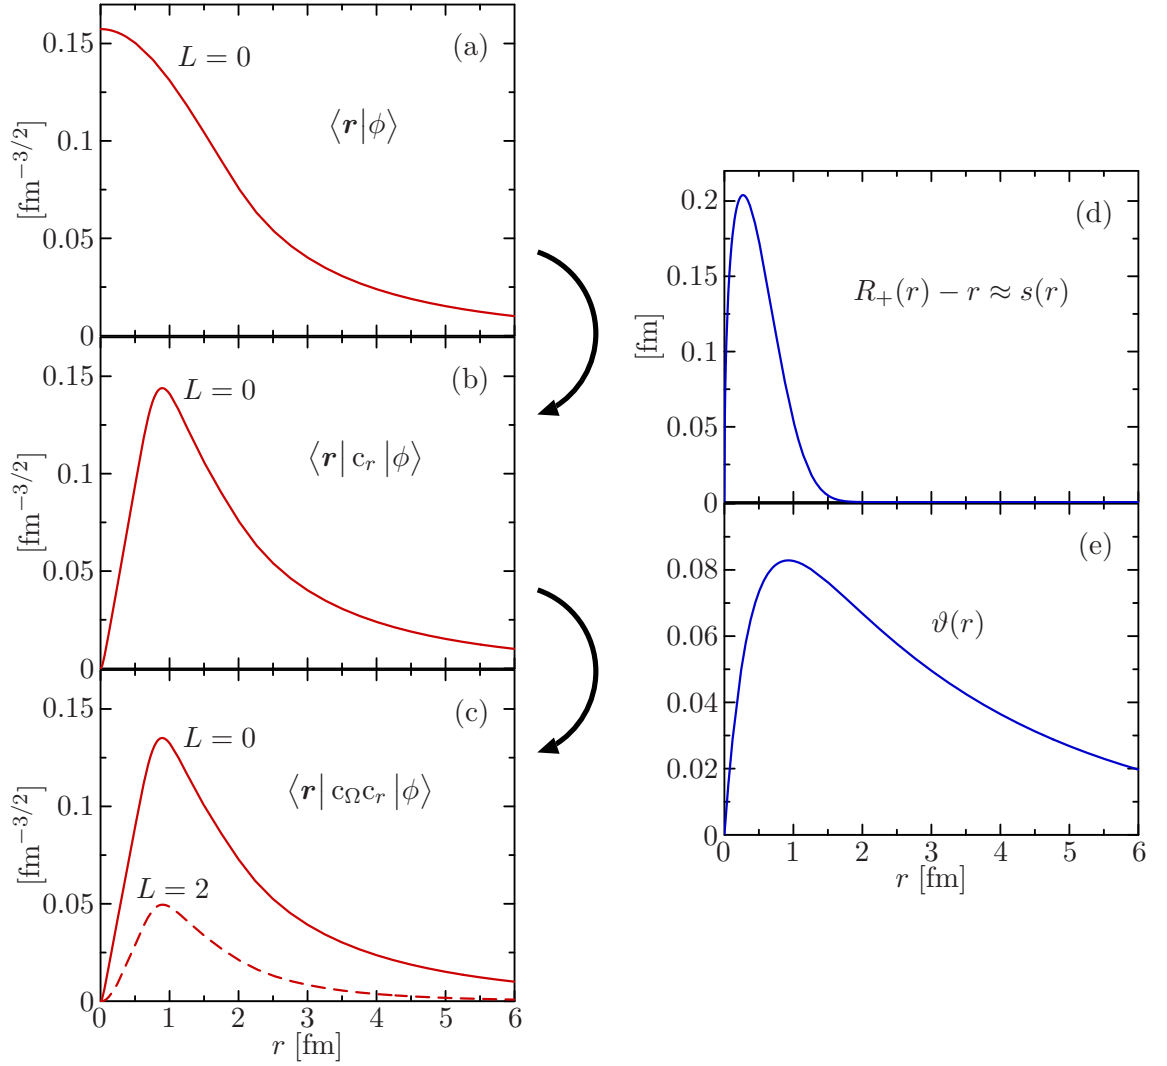 (a)
L = 0
⟨r|ϕ⟩
[fm⁻³/²]
0.15
0.1
0.05
0
(b)
L = 0
⟨r| c_r |ϕ⟩
[fm⁻³/²]
0.15
0.1
0.05
0
(c)
L = 0
⟨r| c_Ω c_r |ϕ⟩
L = 2
[fm⁻³/²]
0.15
0.1
0.05
0
0 1 2 3 4 5 6
r [fm]
(d)
R₊(r) − r ≈ s(r)
[fm]
0.2
0.15
0.1
0.05
0
(e)
ϑ(r)
0.08
0.06
0.04
0.02
0
0 1 2 3 4 5 6
r [fm]